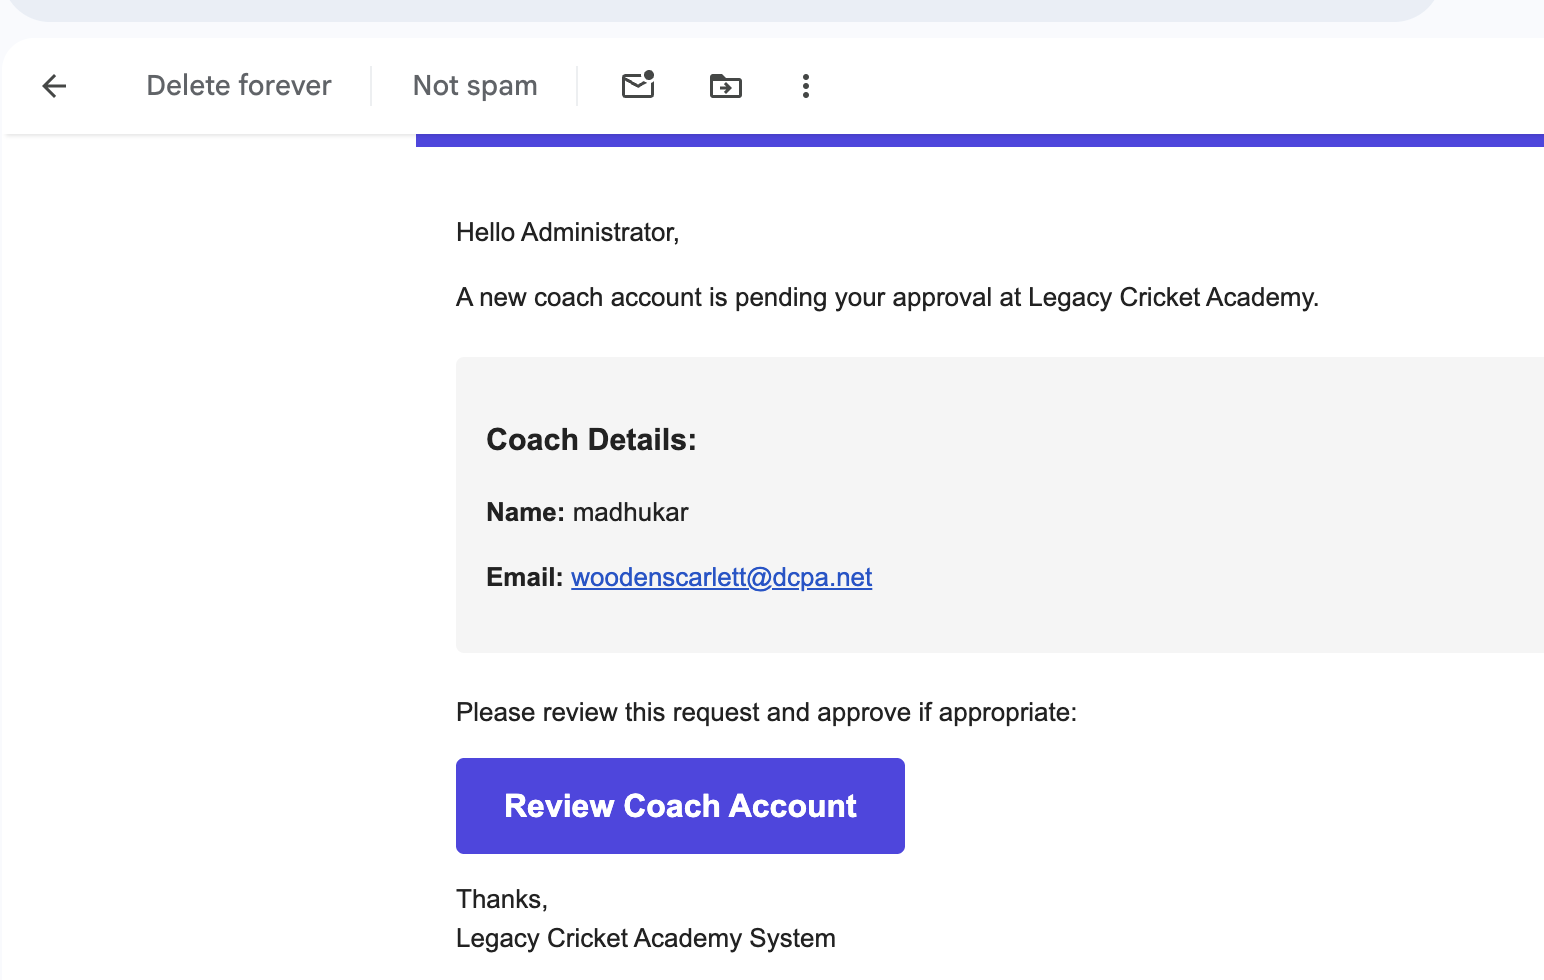 Delete forever
Not spam
Hello Administrator,
A new coach account is pending your approval at Legacy Cricket Academy.
Coach Details:
Name: madhukar
Email: woodenscarlett@dcpa.net
Please review this request and approve if appropriate:
Review Coach Account
Thanks,
Legacy Cricket Academy System